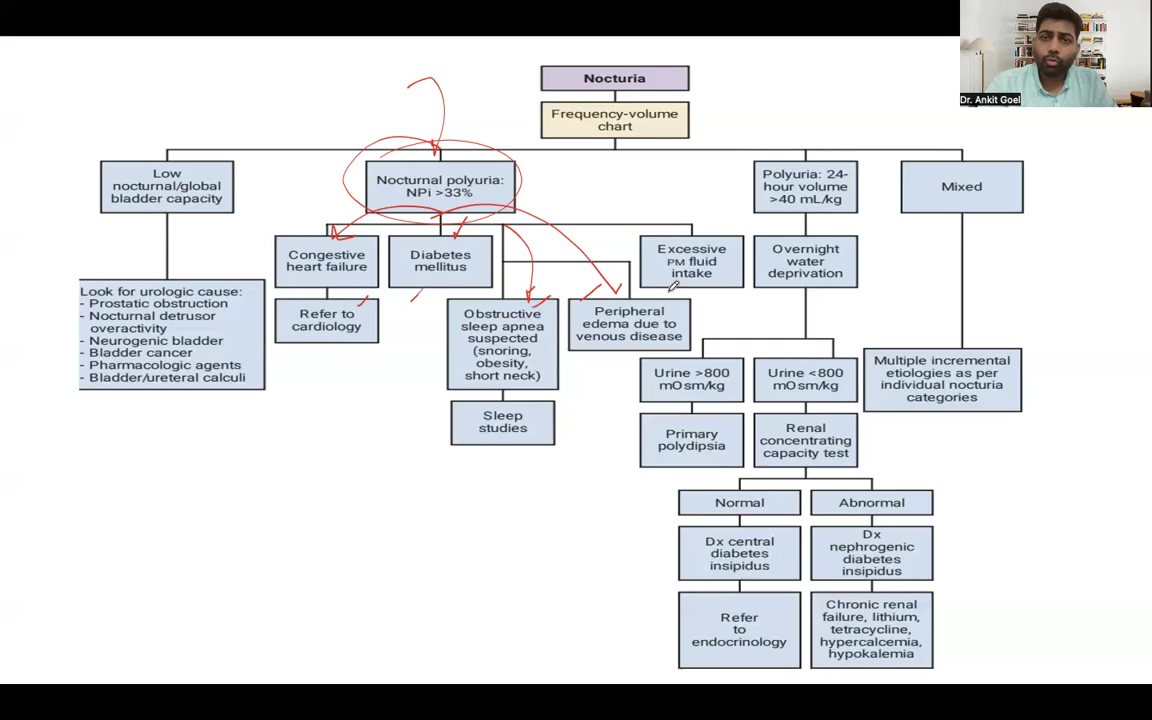 Dr. Ankit Goel
Nocturia
Frequency-volume
chart
Low
nocturnal/global
bladder capacity
Nocturnal polyuria:
NPi >33%
Polyuria: 24-
hour volume
>40 mL/kg
Mixed
Look for urologic cause:
- Prostatic obstruction
- Nocturnal detrusor
overactivity
- Neurogenic bladder
- Bladder cancer
- Pharmacologic agents
- Bladder/ureteral calculi
Congestive
heart failure
Refer to
cardiology
Diabetes
mellitus
Obstructive
sleep apnea
suspected
(snoring,
obesity,
short neck)
Sleep
studies
Peripheral
edema due to
venous disease
Excessive
PM fluid
intake
Overnight
water
deprivation
Urine >800
mOsm/kg
Primary
polydipsia
Urine <800
mOsm/kg
Renal
concentrating
capacity test
Normal
Dx central
diabetes
insipidus
Refer
to
endocrinology
Abnormal
Dx
nephrogenic
diabetes
insipidus
Chronic renal
failure, lithium,
tetracycline,
hypercalcemia,
hypokalemia
Multiple incremental
etiologies as per
individual nocturia
categories